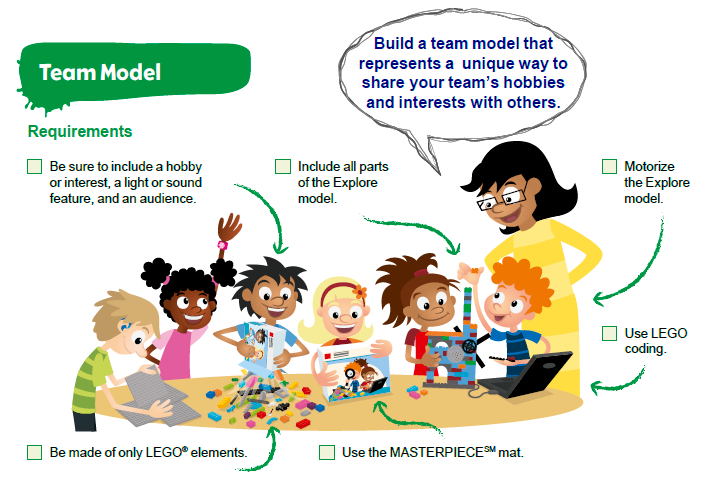 Team Model
Build a team model that
represents a unique way to
share your team's hobbies
and interests with others.
Requirements
Be sure to include a hobby
or interest, a light or sound
feature, and an audience.
Include all parts
of the Explore
model.
Motorize
the Explore
model.
Use LEGO
coding.
Be made of only LEGO® elements.
Use the MASTERPIECE℠ mat.